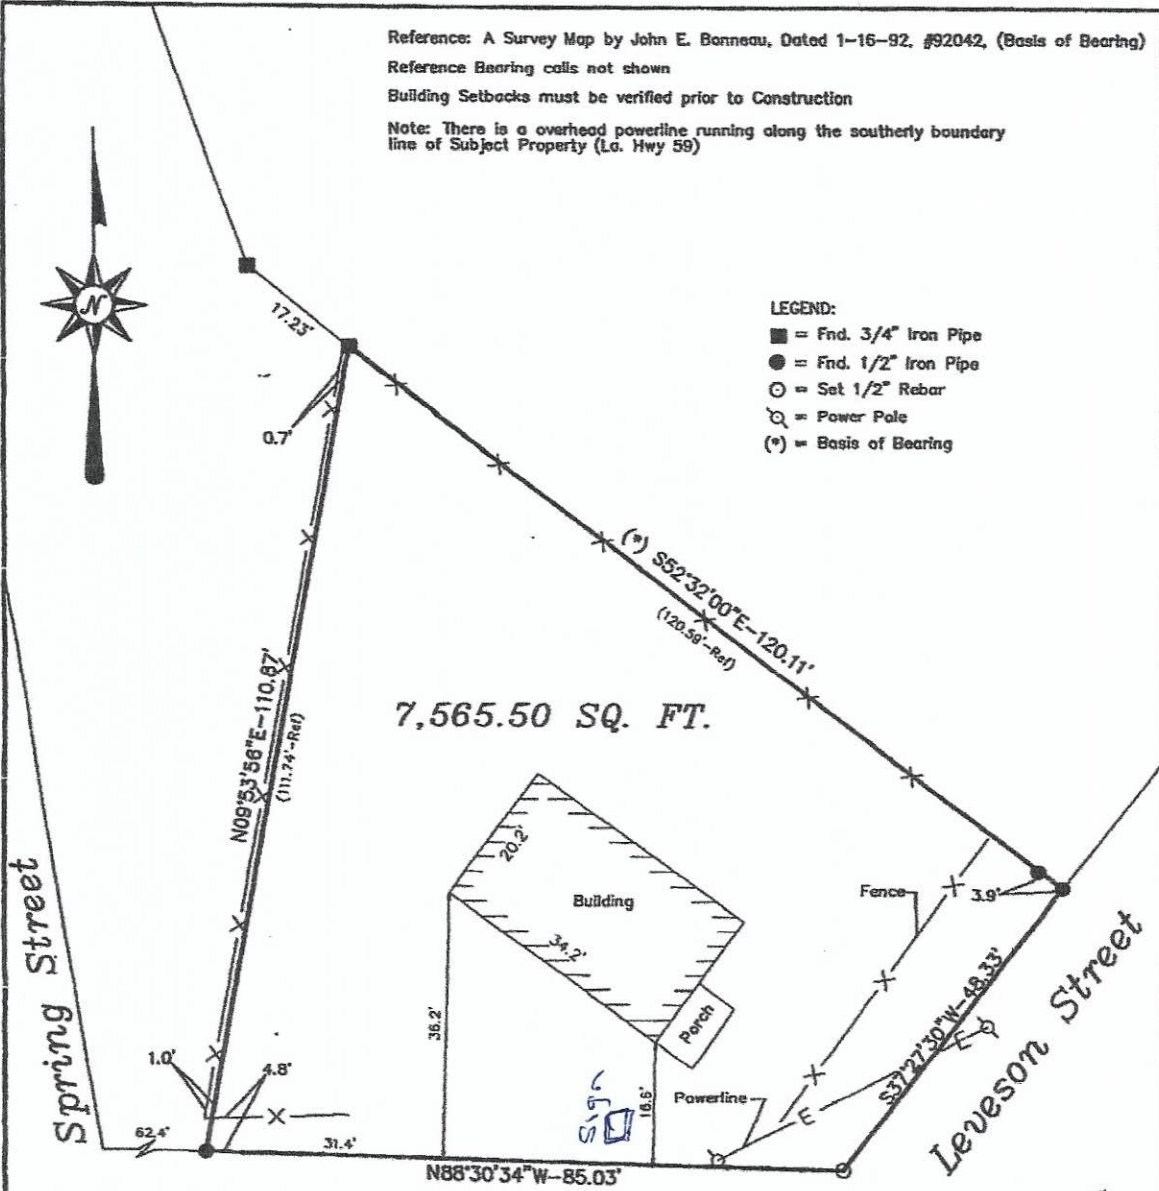 Reference: A Survey Map by John E. Bonneau, Dated 1-16-92, #92042, (Basis of Bearing)
Reference Bearing calls not shown
Building Setbacks must be verified prior to Construction
Note: There is a overhead powerline running along the southerly boundary
line of Subject Property (La. Hwy 59)
N
17.23'
LEGEND:
= Fnd. 3/4" Iron Pipe
= Fnd. 1/2" Iron Pipe
= Set 1/2" Rebar
= Power Pole
(*) = Basis of Bearing
0.7'
(*) S52°32'00"E-120.11'
(120.59'-Ref)
N09°53'56"E-110.87'
(111.74'-Ref)
7,565.50 SQ. FT.
20.2'
Building
34.2'
Porch
Fence
3.9'
S37°27'30"W-48.33'
Leveson Street
Spring Street
36.2'
16.6'
Sign
Powerline
E
E
1.0'
4.8'
62.4'
31.4'
N88°30'34"W-85.03'